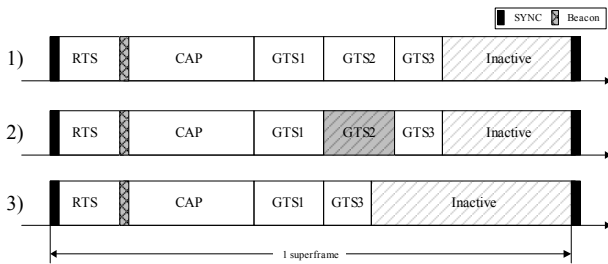 SYNC Beacon
1) RTS CAP GTS1 GTS2 GTS3 Inactive
2) RTS CAP GTS1 GTS2 GTS3 Inactive
3) RTS CAP GTS1 GTS3 Inactive
1 superframe